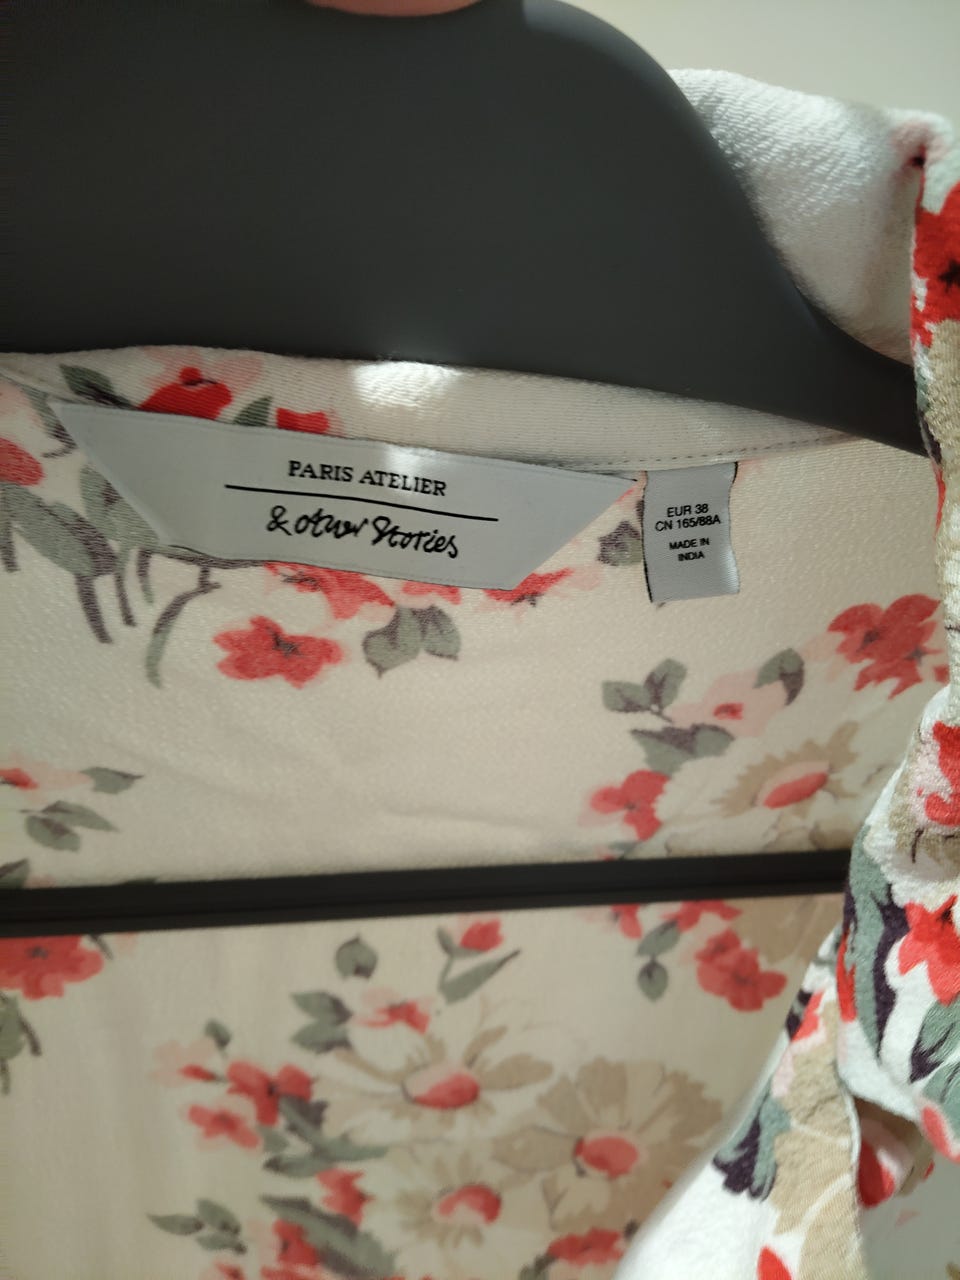 PARIS ATELIER
& other Stories
EUR 38
CN 165/88A
MADE IN
INDIA